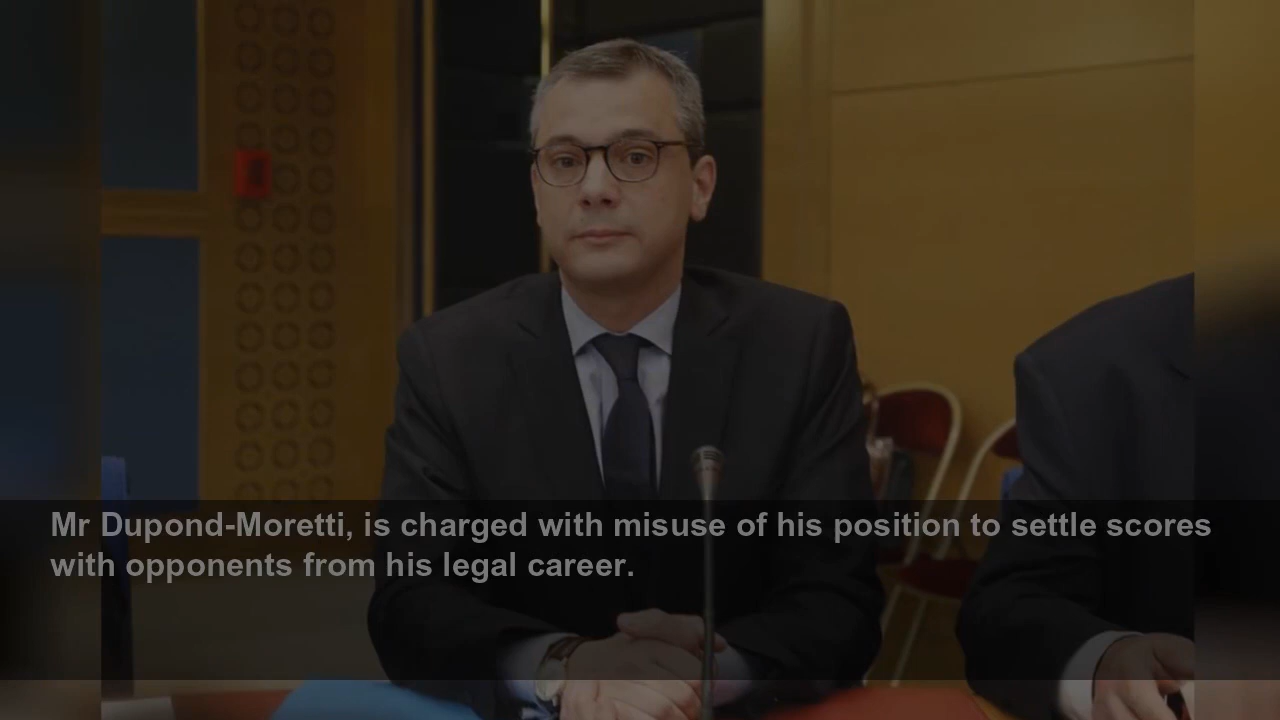 Mr Dupond-Moretti, is charged with misuse of his position to settle scores
with opponents from his legal career.